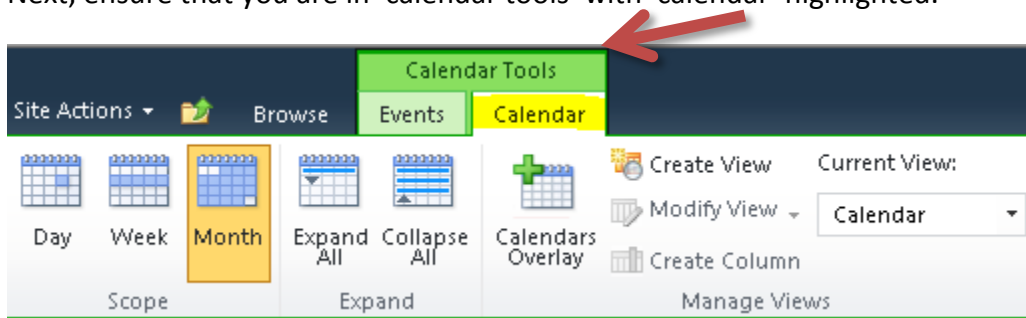 Next, ensure that you are in 'calendar tools' with 'calendar' highlighted.
Calendar Tools
Site Actions Browse Events Calendar
Create View Current View:
Modify View Calendar
Day Week Month Expand All Collapse All Calendars Overlay Create Column
Scope Expand Manage Views